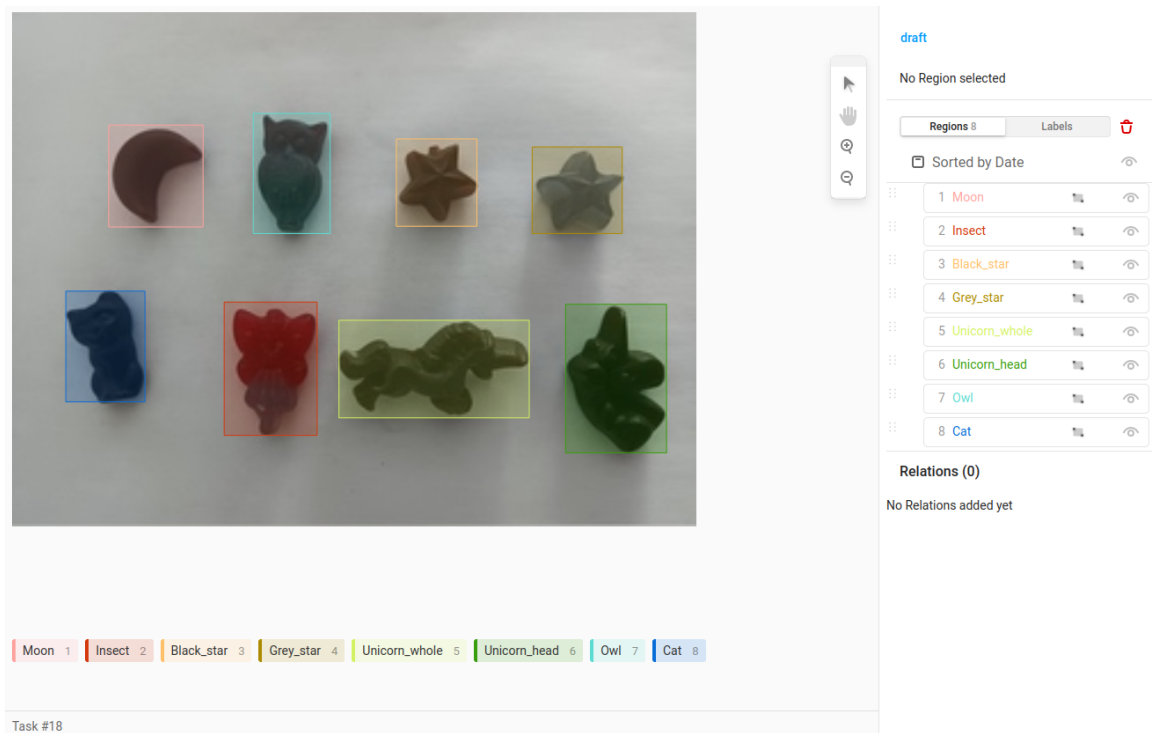 draft
No Region selected
Regions 8
Labels
Sorted by Date
1 Moon
2 Insect
3 Black_star
4 Grey_star
5 Unicorn_whole
6 Unicorn_head
7 Owl
8 Cat
Relations (0)
No Relations added yet
Moon 1 Insect 2 Black_star 3 Grey_star 4 Unicorn_whole 5 Unicorn_head 6 Owl 7 Cat 8
Task #18